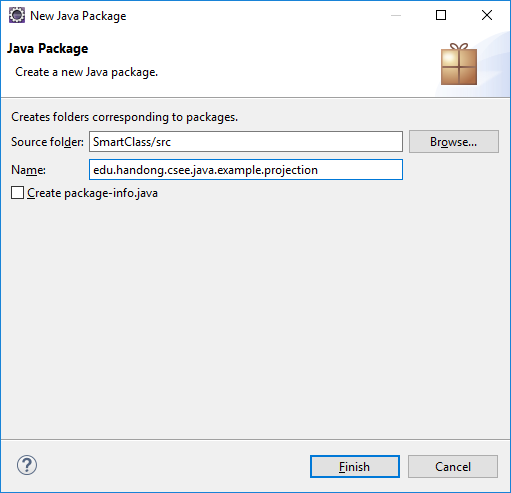 New Java Package
Java Package
Create a new Java package.
Creates folders corresponding to packages.
Source folder: SmartClass/src Browse...
Name: edu.handong.csee.java.example.projection
Create package-info.java
? Finish Cancel